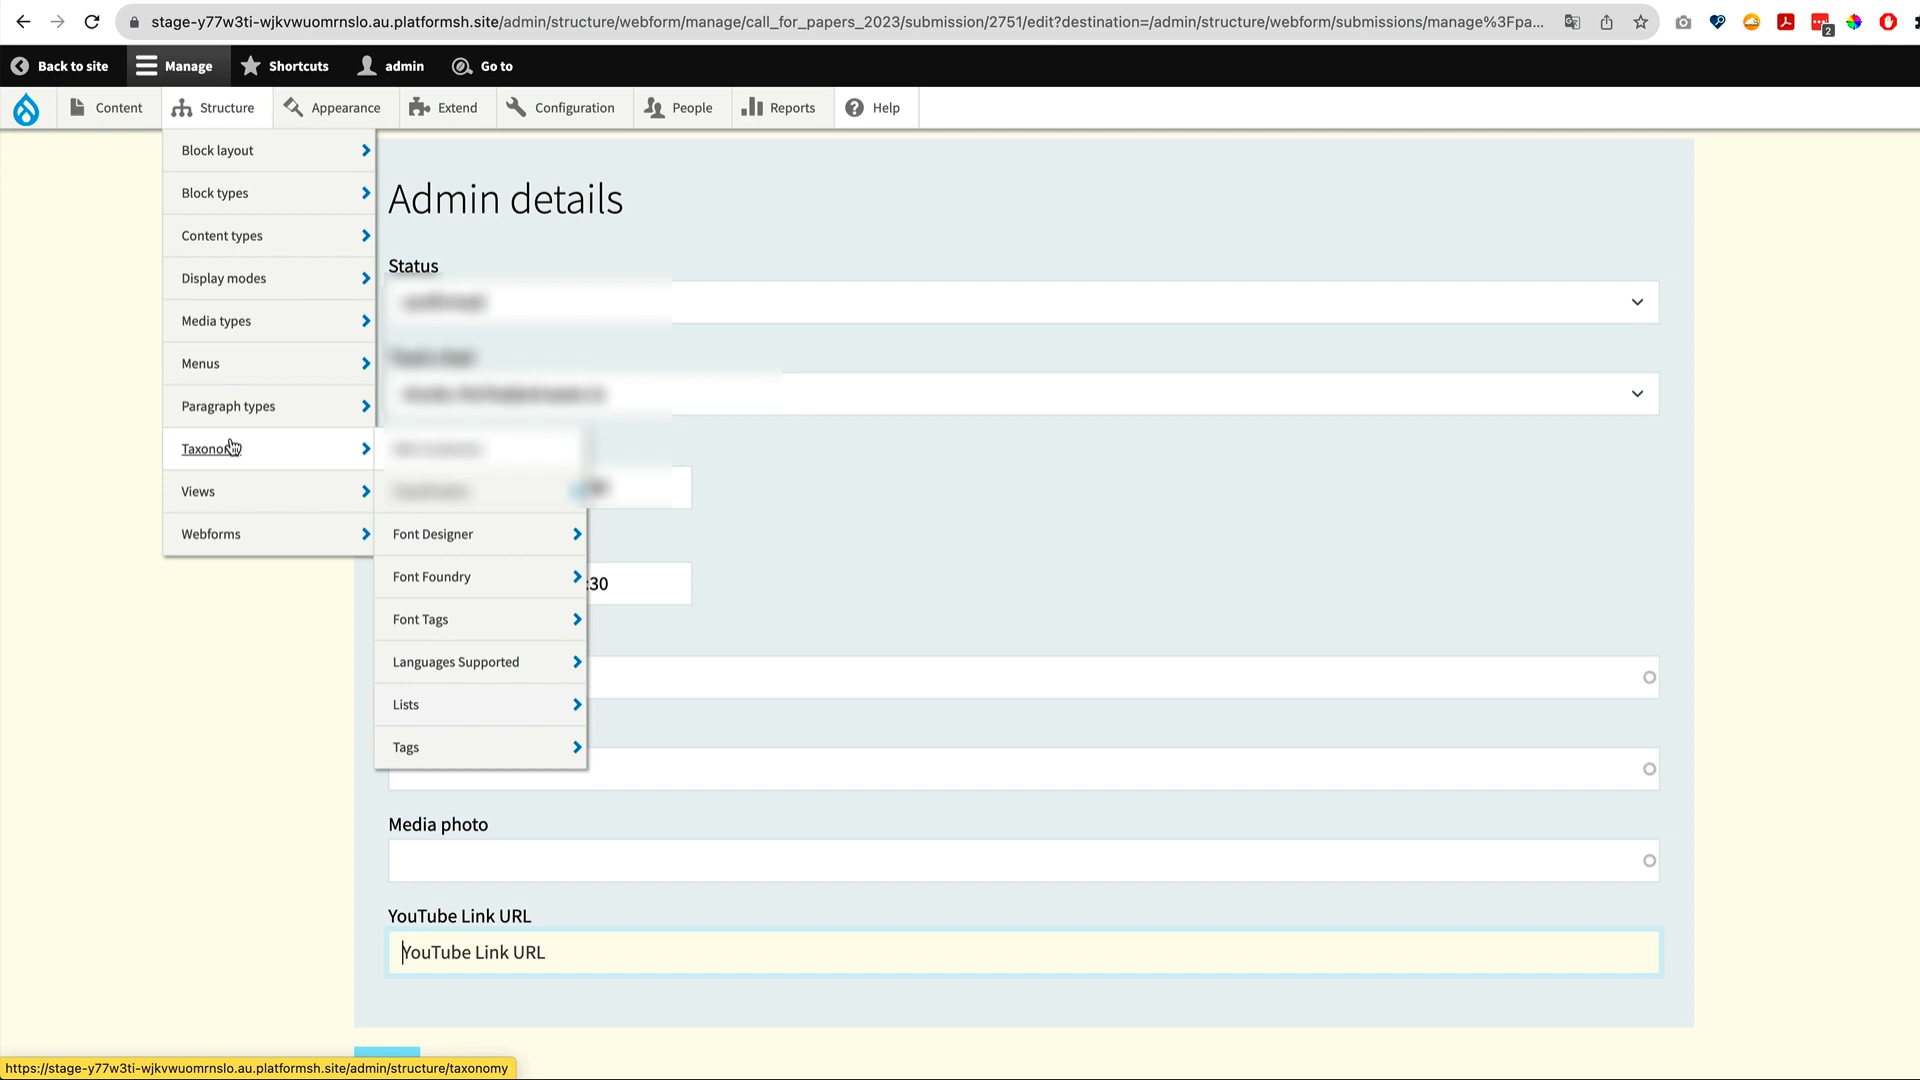 stage-y77w3ti-wjkvwuomrnslo.au.platformsh.site/admin/structure/webform/manage/call_for_papers_2023/submission/2751/edit?destination=/admin/structure/webform/submissions/manage%3Fpa...
2
Back to site
Manage
Shortcuts
admin
Go to
Content
Structure
Appearance
Extend
Configuration
People
Reports
Help
Block layout
Block types
Content types
Display modes
Media types
Menus
Paragraph types
Taxonomy
Views
Webforms
Font Designer
Font Foundry
Font Tags
Languages Supported
Lists
Tags
Admin details
Status
:30
Media photo
YouTube Link URL
YouTube Link URL
https://stage-y77w3ti-wjkvwuomrnslo.au.platformsh.site/admin/structure/taxonomy